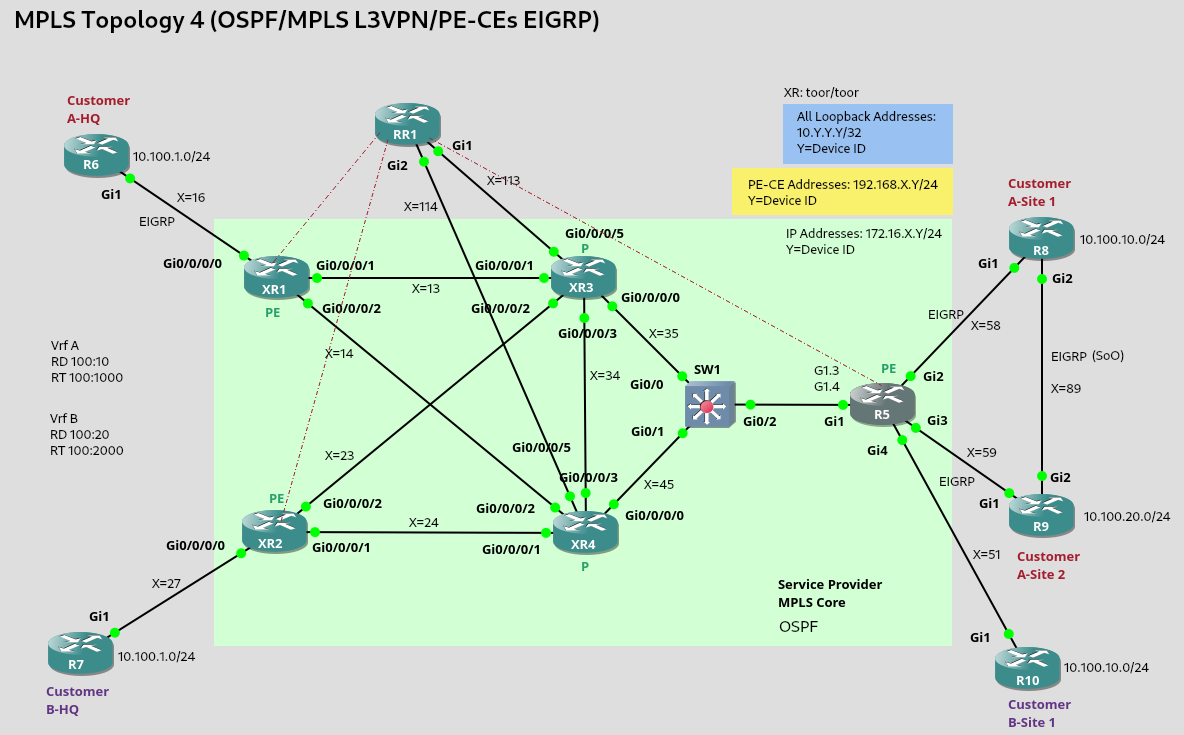 MPLS Topology 4 (OSPF/MPLS L3VPN/PE-CEs EIGRP)
XR: toor/toor
All Loopback Addresses:
10.Y.Y.Y/32
Y=Device ID
PE-CE Addresses: 192.168.X.Y/24
Y=Device ID
IP Addresses: 172.16.X.Y/24
Y=Device ID
Customer
A-HQ
R6
10.100.1.0/24
Gi1
X=16
EIGRP
Gi0/0/0/0
RR1
Gi1
Gi2
X=113
X=114
XR1
PE
Gi0/0/0/1
Gi0/0/0/2
X=13
X=14
Gi0/0/0/5
P
Gi0/0/0/1
XR3
Gi0/0/0/2
Gi0/0/0/0
Gi0/0/0/3
X=35
X=34
Vrf A
RD 100:10
RT 100:1000
Vrf B
RD 100:20
RT 100:2000
SW1
Gi0/0
Gi0/1
Gi0/2
G1.3
G1.4
PE
R5
Gi1
Gi2
Gi3
Gi4
Customer
A-Site 1
R8
10.100.10.0/24
Gi1
Gi2
EIGRP
X=58
EIGRP (SoO)
X=89
X=59
EIGRP
X=51
Gi2
Gi1
R9
10.100.20.0/24
Customer
A-Site 2
X=23
PE
XR2
Gi0/0/0/2
Gi0/0/0/0
Gi0/0/0/1
X=24
Gi0/0/0/5
Gi0/0/0/3
X=45
Gi0/0/0/2
Gi0/0/0/0
XR4
Gi0/0/0/1
P
X=27
Gi1
R7
10.100.1.0/24
Customer
B-HQ
Service Provider
MPLS Core
OSPF
Gi1
R10
10.100.10.0/24
Customer
B-Site 1